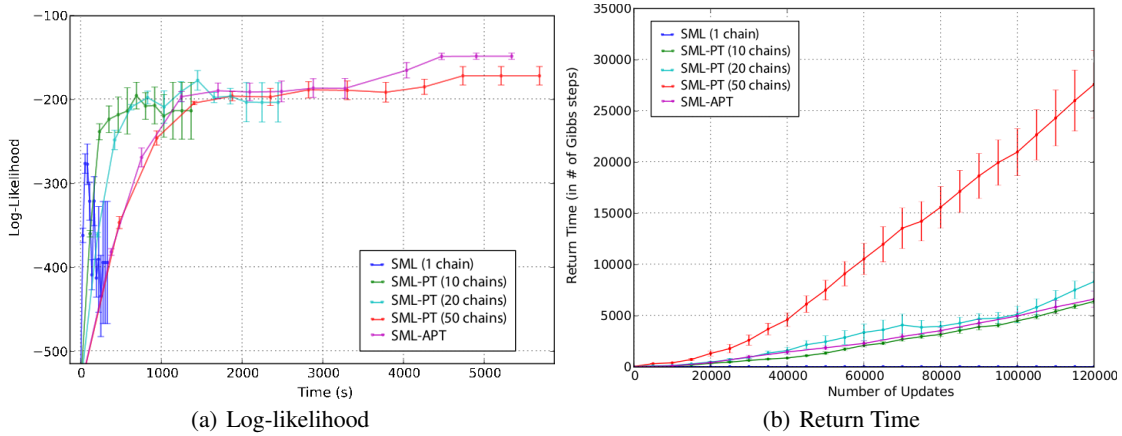 −100
−200
−300
−400
−500
Log-Likelihood
SML (1 chain)
SML-PT (10 chains)
SML-PT (20 chains)
SML-PT (50 chains)
SML-APT
0 1000 2000 3000 4000 5000
Time (s)
(a) Log-likelihood
35000
30000
25000
20000
15000
10000
5000
0
Return Time (in # of Gibbs steps)
SML (1 chain)
SML-PT (10 chains)
SML-PT (20 chains)
SML-PT (50 chains)
SML-APT
0 20000 40000 60000 80000 100000 120000
Number of Updates
(b) Return Time